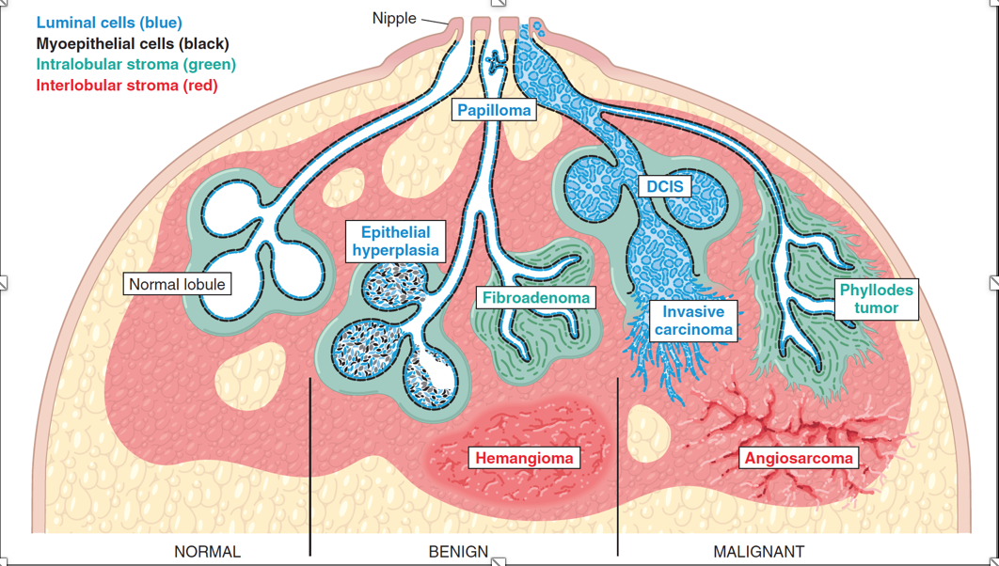 Luminal cells (blue)
Myoepithelial cells (black)
Intralobular stroma (green)
Interlobular stroma (red)
Nipple
Papilloma
DCIS
Epithelial
hyperplasia
Normal lobule
Fibroadenoma
Invasive
carcinoma
Phyllodes
tumor
Hemangioma
Angiosarcoma
NORMAL
BENIGN
MALIGNANT